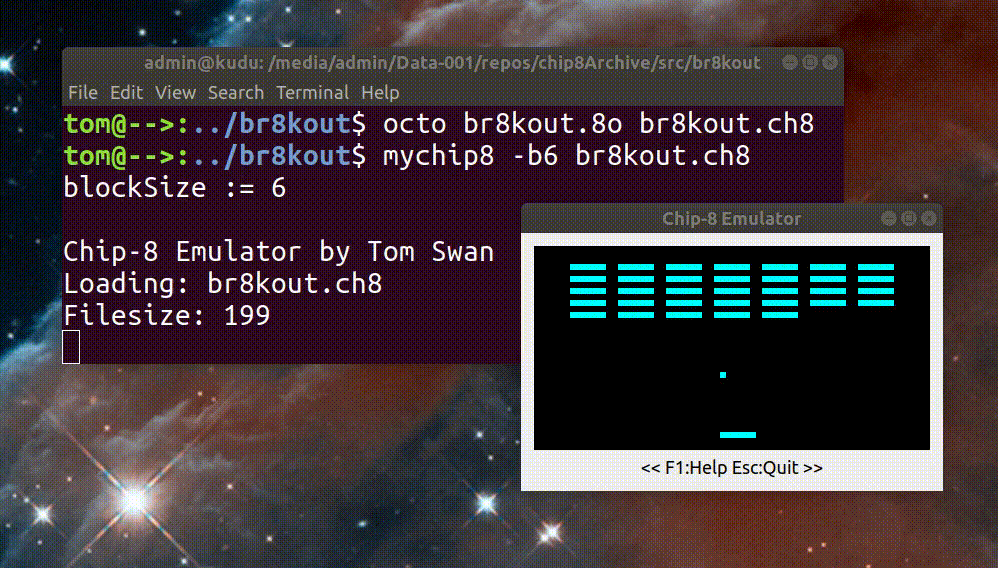 admin@kudu: /media/admin/Data-001/repos/chip8Archive/src/br8kout
File Edit View Search Terminal Help
tom@-->:../br8kout$ octo br8kout.8o br8kout.ch8
tom@-->:../br8kout$ mychip8 -b6 br8kout.ch8
blockSize := 6
Chip-8 Emulator by Tom Swan
Loading: br8kout.ch8
Filesize: 199
Chip-8 Emulator
<< F1:Help Esc:Quit >>